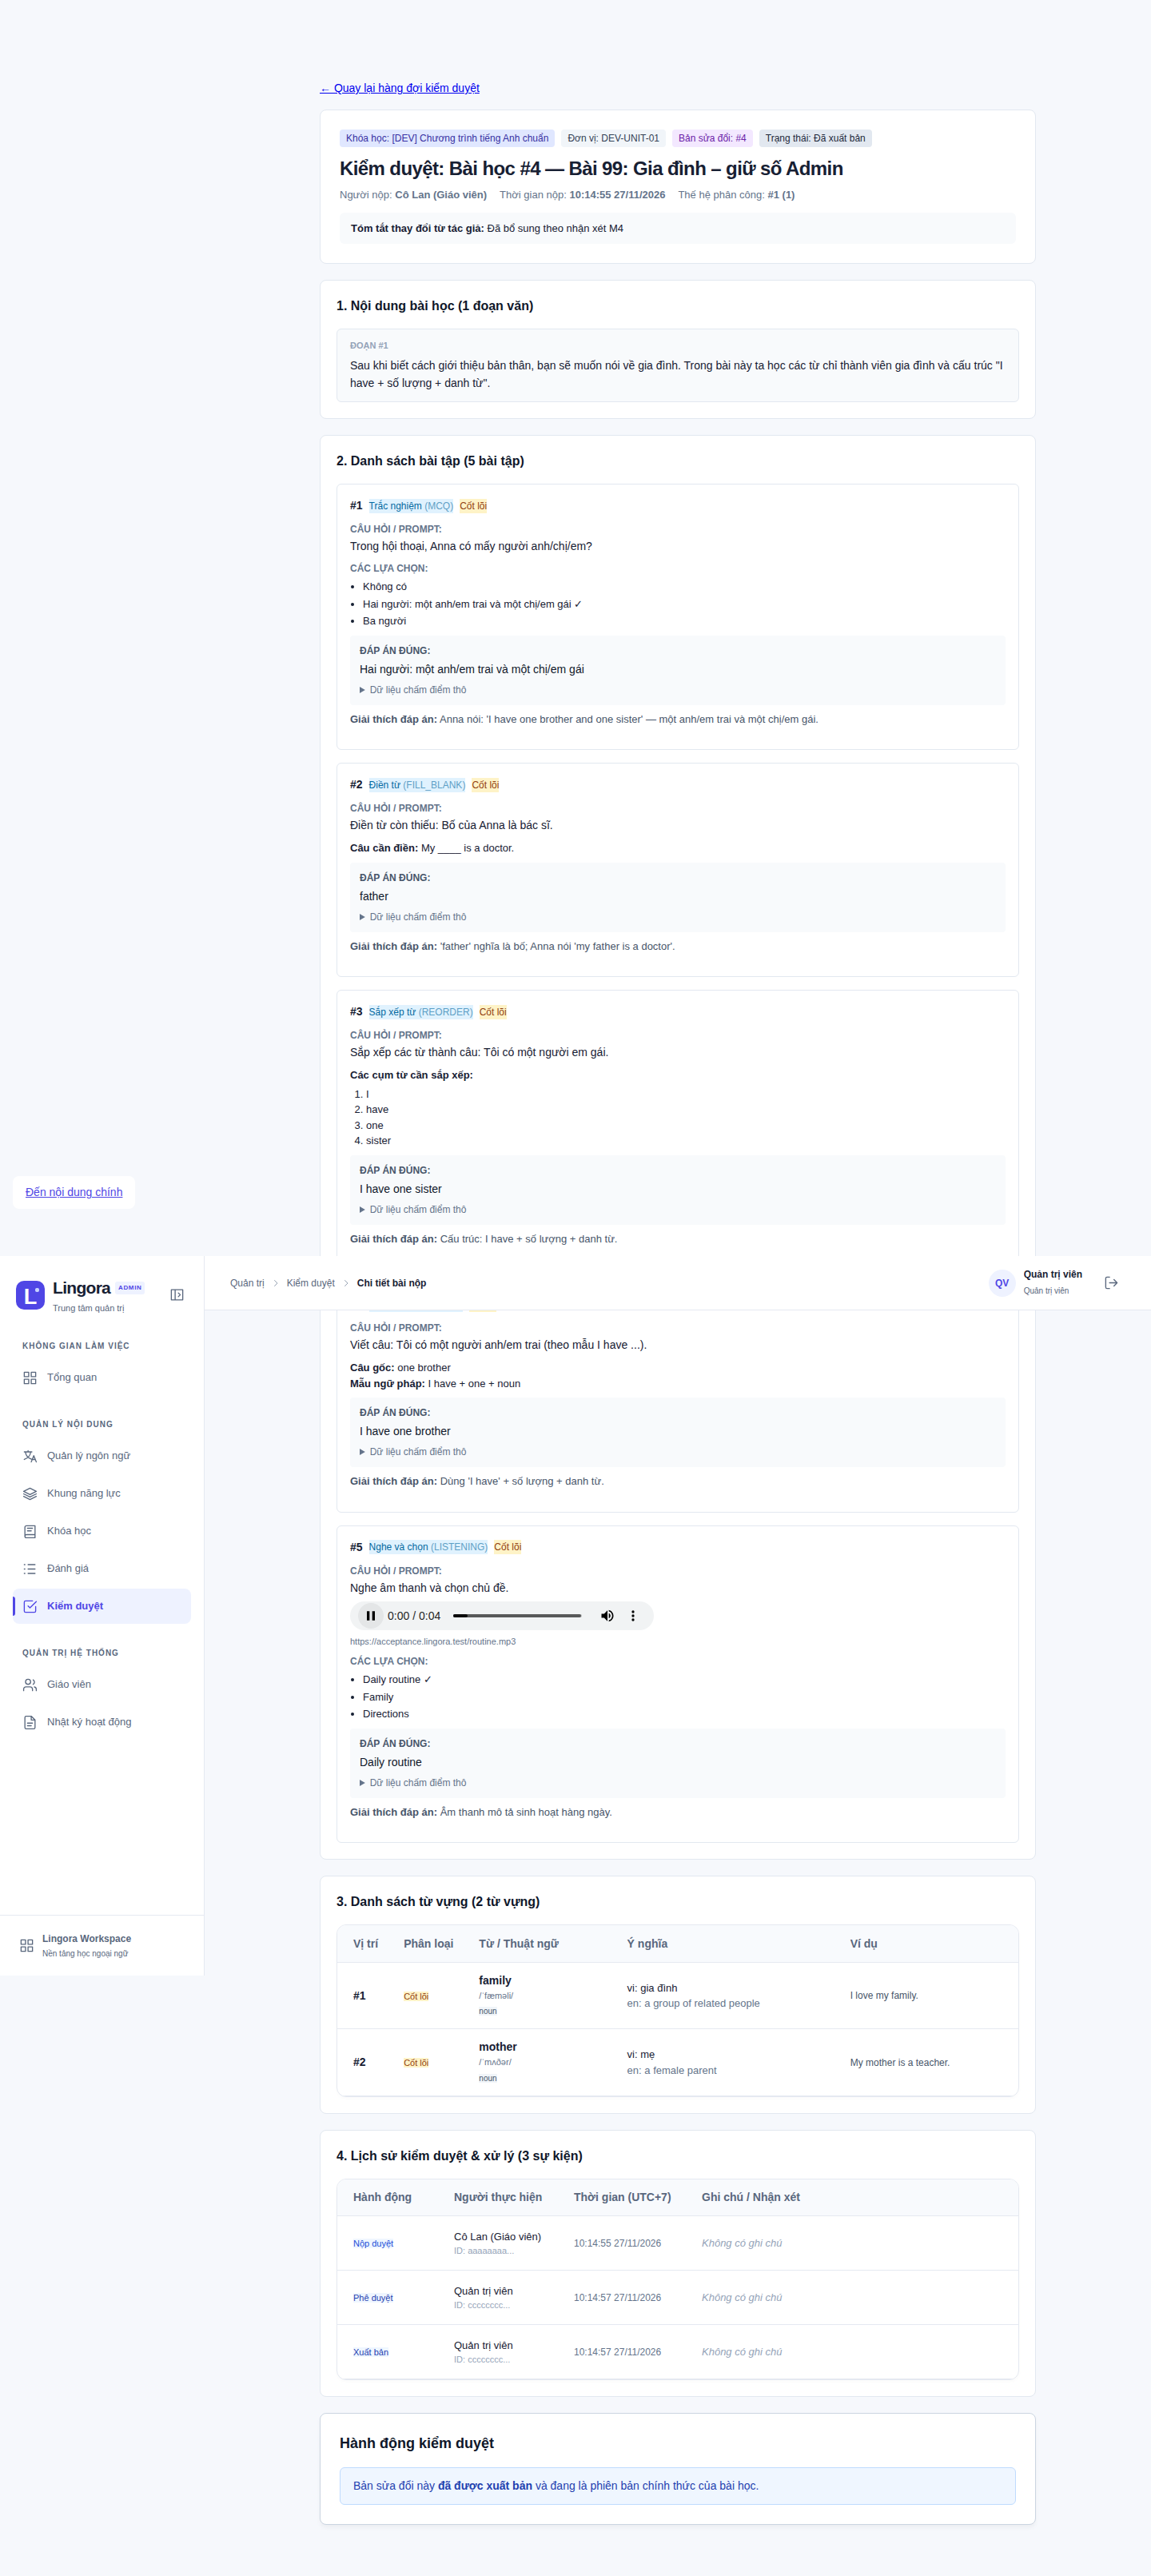 ← Quay lại hàng đợi kiểm duyệt
Khóa học: [DEV] Chương trình tiếng Anh chuẩn Đơn vị: DEV-UNIT-01 Bản sửa đổi: #4 Trạng thái: Đã xuất bản
Kiểm duyệt: Bài học #4 — Bài 99: Gia đình – giữ số Admin
Người nộp: Cô Lan (Giáo viên) Thời gian nộp: 10:14:55 27/11/2026 Thế hệ phân công: #1 (1)
Tóm tắt thay đổi từ tác giả: Đã bổ sung theo nhận xét M4
1. Nội dung bài học (1 đoạn văn)
ĐOẠN #1
Sau khi biết cách giới thiệu bản thân, bạn sẽ muốn nói về gia đình. Trong bài này ta học các từ chỉ thành viên gia đình và cấu trúc "I
have + số lượng + danh từ".
2. Danh sách bài tập (5 bài tập)
#1 Trắc nghiệm (MCQ) Cốt lõi
CÂU HỎI / PROMPT:
Trong hội thoại, Anna có mấy người anh/chị/em?
CÁC LỰA CHỌN:
• Không có
• Hai người: một anh/em trai và một chị/em gái ✓
• Ba người
ĐÁP ÁN ĐÚNG:
Hai người: một anh/em trai và một chị/em gái
▶ Dữ liệu chấm điểm thô
Giải thích đáp án: Anna nói: 'I have one brother and one sister' — một anh/em trai và một chị/em gái.
#2 Điền từ (FILL_BLANK) Cốt lõi
CÂU HỎI / PROMPT:
Điền từ còn thiếu: Bố của Anna là bác sĩ.
Câu cần điền: My ____ is a doctor.
ĐÁP ÁN ĐÚNG:
father
▶ Dữ liệu chấm điểm thô
Giải thích đáp án: 'father' nghĩa là bố; Anna nói 'my father is a doctor'.
#3 Sắp xếp từ (REORDER) Cốt lõi
CÂU HỎI / PROMPT:
Sắp xếp các từ thành câu: Tôi có một người em gái.
Các cụm từ cần sắp xếp:
1. I
2. have
3. one
4. sister
ĐÁP ÁN ĐÚNG:
I have one sister
▶ Dữ liệu chấm điểm thô
Giải thích đáp án: Cấu trúc: I have + số lượng + danh từ.
Đến nội dung chính
Lingora ADMIN
Trung tâm quản trị
KHÔNG GIAN LÀM VIỆC
Tổng quan
QUẢN LÝ NỘI DUNG
Quản lý ngôn ngữ
Khung năng lực
Khóa học
Đánh giá
Kiểm duyệt
QUẢN TRỊ HỆ THỐNG
Giáo viên
Nhật ký hoạt động
Lingora Workspace
Nền tảng học ngoại ngữ
Quản trị > Kiểm duyệt > Chi tiết bài nộp
QV Quản trị viên
Quản trị viên
CÂU HỎI / PROMPT:
Viết câu: Tôi có một người anh/em trai (theo mẫu I have ...).
Câu gốc: one brother
Mẫu ngữ pháp: I have + one + noun
ĐÁP ÁN ĐÚNG:
I have one brother
▶ Dữ liệu chấm điểm thô
Giải thích đáp án: Dùng 'I have' + số lượng + danh từ.
#5 Nghe và chọn (LISTENING) Cốt lõi
CÂU HỎI / PROMPT:
Nghe âm thanh và chọn chủ đề.
0:00 / 0:04
https://acceptance.lingora.test/routine.mp3
CÁC LỰA CHỌN:
• Daily routine ✓
• Family
• Directions
ĐÁP ÁN ĐÚNG:
Daily routine
▶ Dữ liệu chấm điểm thô
Giải thích đáp án: Âm thanh mô tả sinh hoạt hàng ngày.
3. Danh sách từ vựng (2 từ vựng)
Vị trí Phân loại Từ / Thuật ngữ Ý nghĩa Ví dụ
#1 Cốt lõi family
/ˈfæməli/
noun
vi: gia đình
en: a group of related people
I love my family.
#2 Cốt lõi mother
/ˈmʌðər/
noun
vi: mẹ
en: a female parent
My mother is a teacher.
4. Lịch sử kiểm duyệt & xử lý (3 sự kiện)
Hành động Người thực hiện Thời gian (UTC+7) Ghi chú / Nhận xét
Nộp duyệt Cô Lan (Giáo viên) 10:14:55 27/11/2026 Không có ghi chú
ID: aaaaaaaa...
Phê duyệt Quản trị viên 10:14:57 27/11/2026 Không có ghi chú
ID: cccccccc...
Xuất bản Quản trị viên 10:14:57 27/11/2026 Không có ghi chú
ID: cccccccc...
Hành động kiểm duyệt
Bản sửa đổi này đã được xuất bản và đang là phiên bản chính thức của bài học.